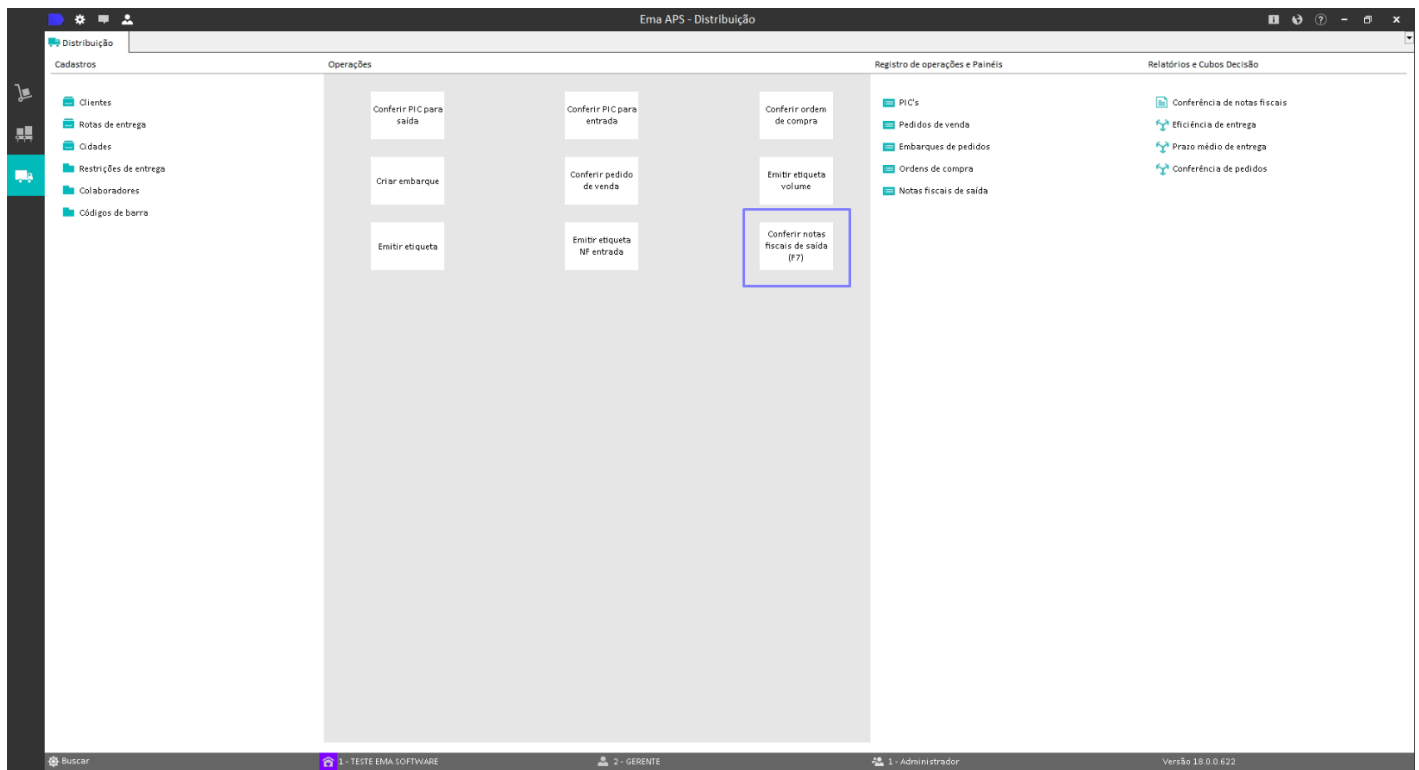 Ema APS - Distribuição
Distribuição
Cadastros
Operações
Registro de operações e Painéis
Relatórios e Cubos Decisão
Clientes
Rotas de entrega
Cidades
Restrições de entrega
Colaboradores
Códigos de barra
Conferir PIC para
saída
Conferir PIC para
entrada
Conferir ordem
de compra
Criar embarque
Conferir pedido
de venda
Emitir etiqueta
volume
Emitir etiqueta
Emitir etiqueta
NF entrada
Conferir notas
fiscais de saída
(F7)
PIC's
Pedidos de venda
Embarques de pedidos
Ordens de compra
Notas fiscais de saída
Conferência de notas fiscais
Eficiência de entrega
Prazo médio de entrega
Conferência de pedidos
Buscar
1 - TESTE EMA SOFTWARE
2 - GERENTE
1 - Administrador
Versão 18.0.0.622